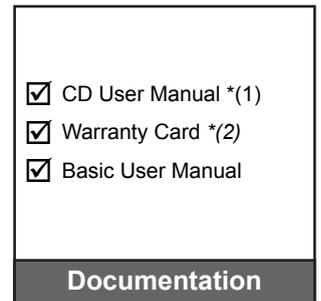 ☑ CD User Manual *(1)
☑ Warranty Card *(2)
☑ Basic User Manual
Documentation